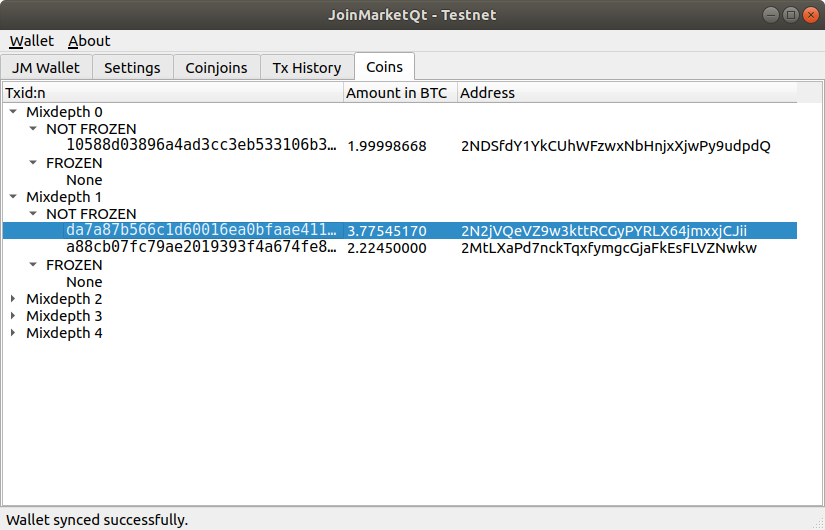 JoinMarketQt - Testnet
Wallet About
JM Wallet Settings Coinjoins Tx History Coins
Txid:n Amount in BTC Address
Mixdepth 0
NOT FROZEN
10588d03896a4ad3cc3eb533106b3... 1.99998668 2NDSfdY1YkCUhWFzwxNbHnjxXjwPy9udpdQ
FROZEN
None
Mixdepth 1
NOT FROZEN
da7a87b566c1d60016ea0bfaae411... 3.77545170 2N2jVQeVZ9w3kttRCGyPYRLX64jmxxjCJii
a88cb07fc79ae2019393f4a674fe8... 2.22450000 2MtLXaPd7nckTqxfymgcGjaFkEsFLVZNwkw
FROZEN
None
Mixdepth 2
Mixdepth 3
Mixdepth 4
Wallet synced successfully.